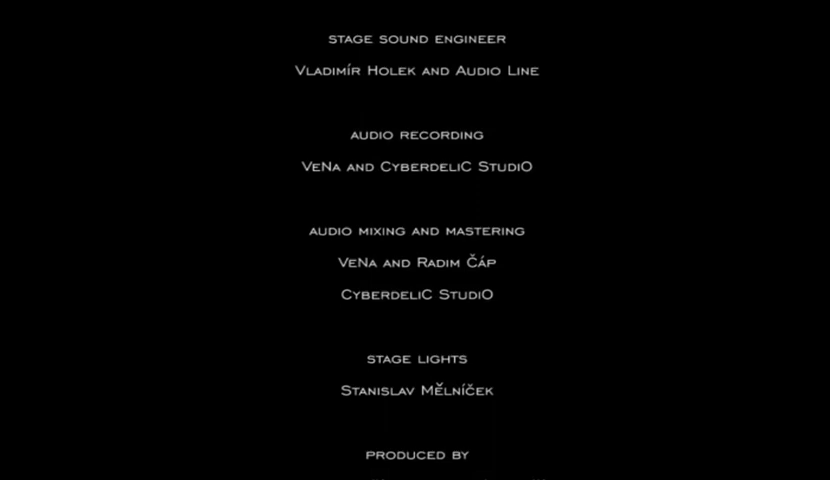 STAGE SOUND ENGINEER
VLADIMÍR HOLEK AND AUDIO LINE
AUDIO RECORDING
VENA AND CYBERDELIC STUDIO
AUDIO MIXING AND MASTERING
VENA AND RADIM ČÁP
CYBERDELIC STUDIO
STAGE LIGHTS
STANISLAV MĚLNÍČEK
PRODUCED BY